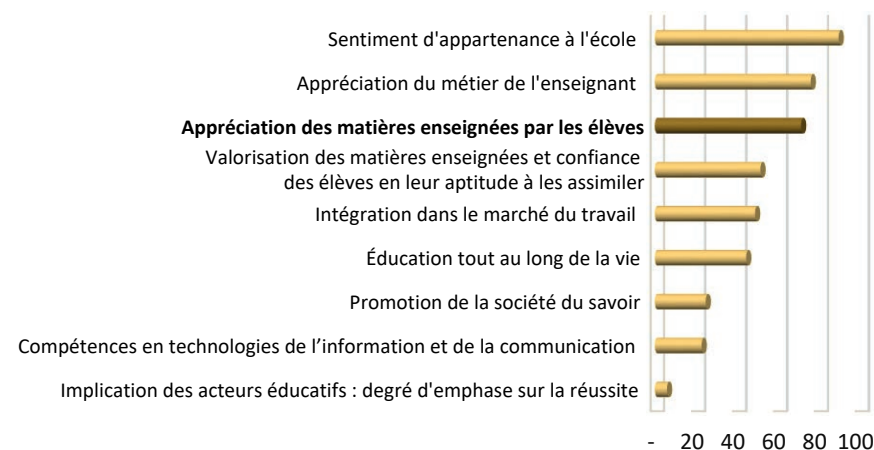 Sentiment d'appartenance à l'école
Appréciation du métier de l'enseignant
Appréciation des matières enseignées par les élèves
Valorisation des matières enseignées et confiance
des élèves en leur aptitude à les assimiler
Intégration dans le marché du travail
Éducation tout au long de la vie
Promotion de la société du savoir
Compétences en technologies de l’information et de la communication
Implication des acteurs éducatifs : degré d'emphase sur la réussite
- 20 40 60 80 100